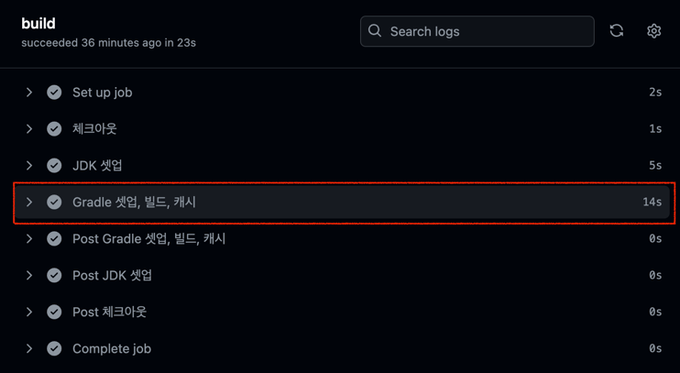 build
succeeded 36 minutes ago in 23s
Search logs
Set up job 2s
체크아웃 1s
JDK 셋업 5s
Gradle 셋업, 빌드, 캐시 14s
Post Gradle 셋업, 빌드, 캐시 0s
Post JDK 셋업 0s
Post 체크아웃 0s
Complete job 0s